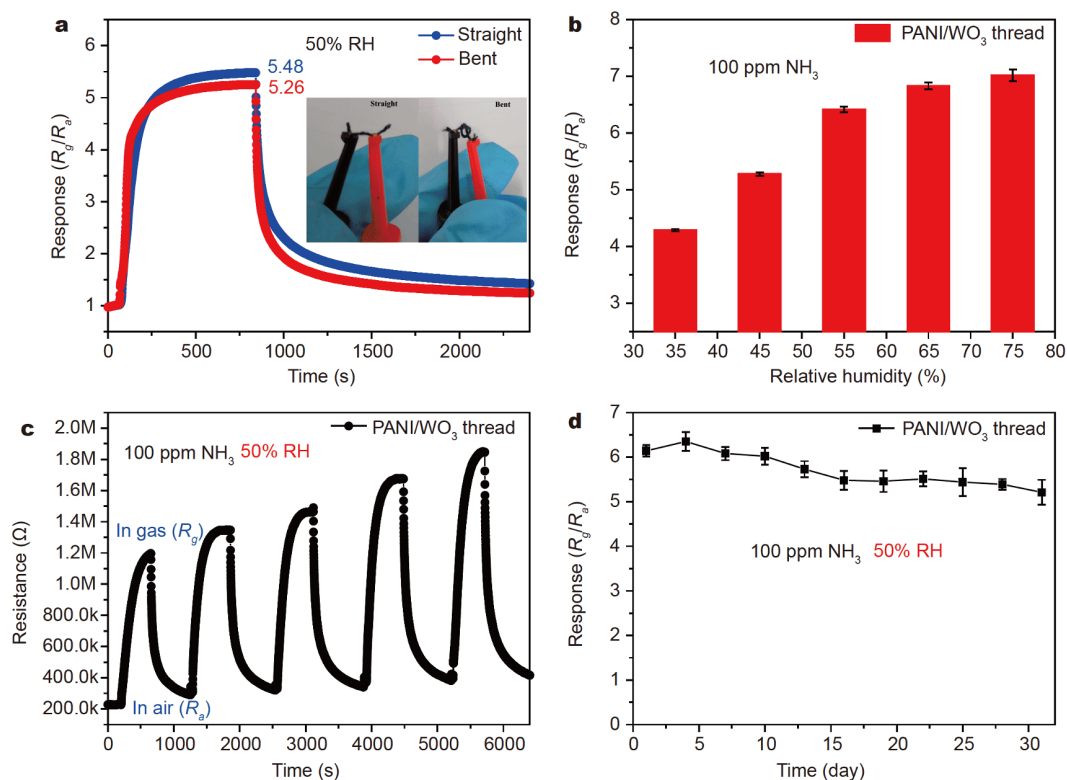 a
50% RH
Straight
Bent
5.48
5.26
Straight
Bent
Response (Rg/Ra)
6
5
4
3
2
1
0 500 1000 1500 2000
Time (s)
b
PANI/WO3 thread
100 ppm NH3
Response (Rg/Ra)
8
7
6
5
4
3
30 35 40 45 50 55 60 65 70 75 80
Relative humidity (%)
c
PANI/WO3 thread
100 ppm NH3 50% RH
In gas (Rg)
In air (Ra)
Resistance (Ω)
2.0M
1.8M
1.6M
1.4M
1.2M
1.0M
800.0k
600.0k
400.0k
200.0k
0 1000 2000 3000 4000 5000 6000
Time (s)
d
PANI/WO3 thread
100 ppm NH3 50% RH
Response (Rg/Ra)
7
6
5
4
3
2
1
0
0 5 10 15 20 25 30
Time (day)